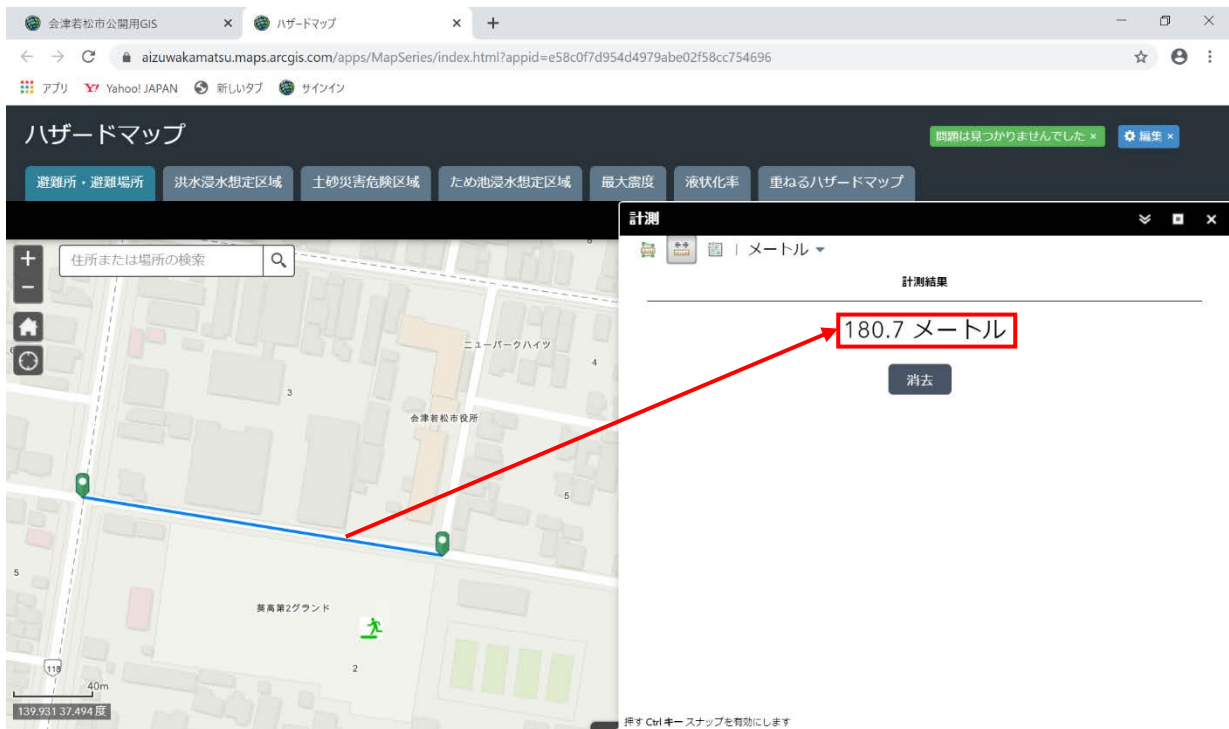 会津若松市公開用GIS
ハザードマップ
aizuwakamatsu.maps.arcgis.com/apps/MapSeries/index.html?appid=e58c0f7d954d4979abe02f58cc754696
アプリ Yahoo! JAPAN 新しいタブ サインイン
ハザードマップ
問題は見つかりませんでした ×
編集 ×
避難所・避難場所 洪水浸水想定区域 土砂災害危険区域 ため池浸水想定区域 最大震度 液状化率 重ねるハザードマップ
計測
住所または場所の検索
メートル
計測結果
180.7 メートル
消去
ニューパークハイツ
4
3
会津若松市役所
5
5
葵高第2グランド
2
118
40m
139.931 37.494 度
押す Ctrl キー スナップを有効にします